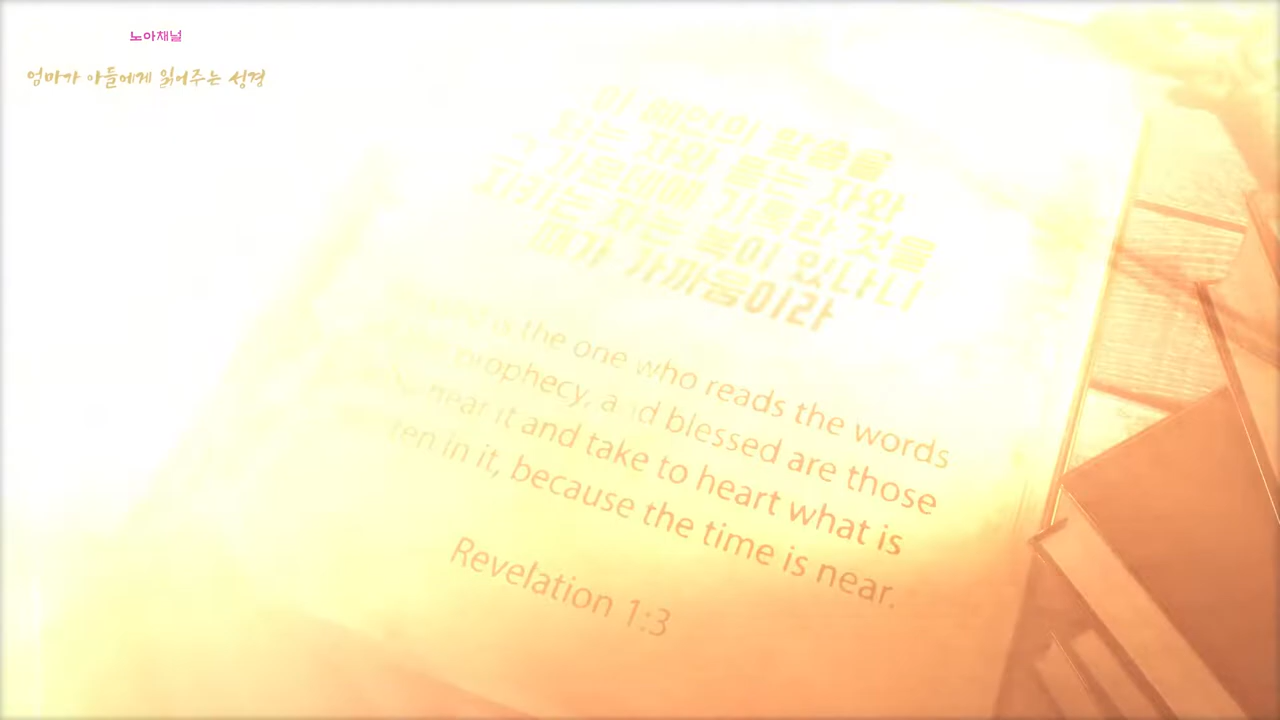 노아채널
엄마가 아들에게 읽어주는 성경
이 예언의 말씀을
읽는 자와 듣는 자와
그 가운데에 기록한 것을
지키는 자는 복이 있나니
때가 가까움이라
is the one who reads the words
prophecy, and blessed are those
hear it and take to heart what is
in it, because the time is near.
Revelation 1:3